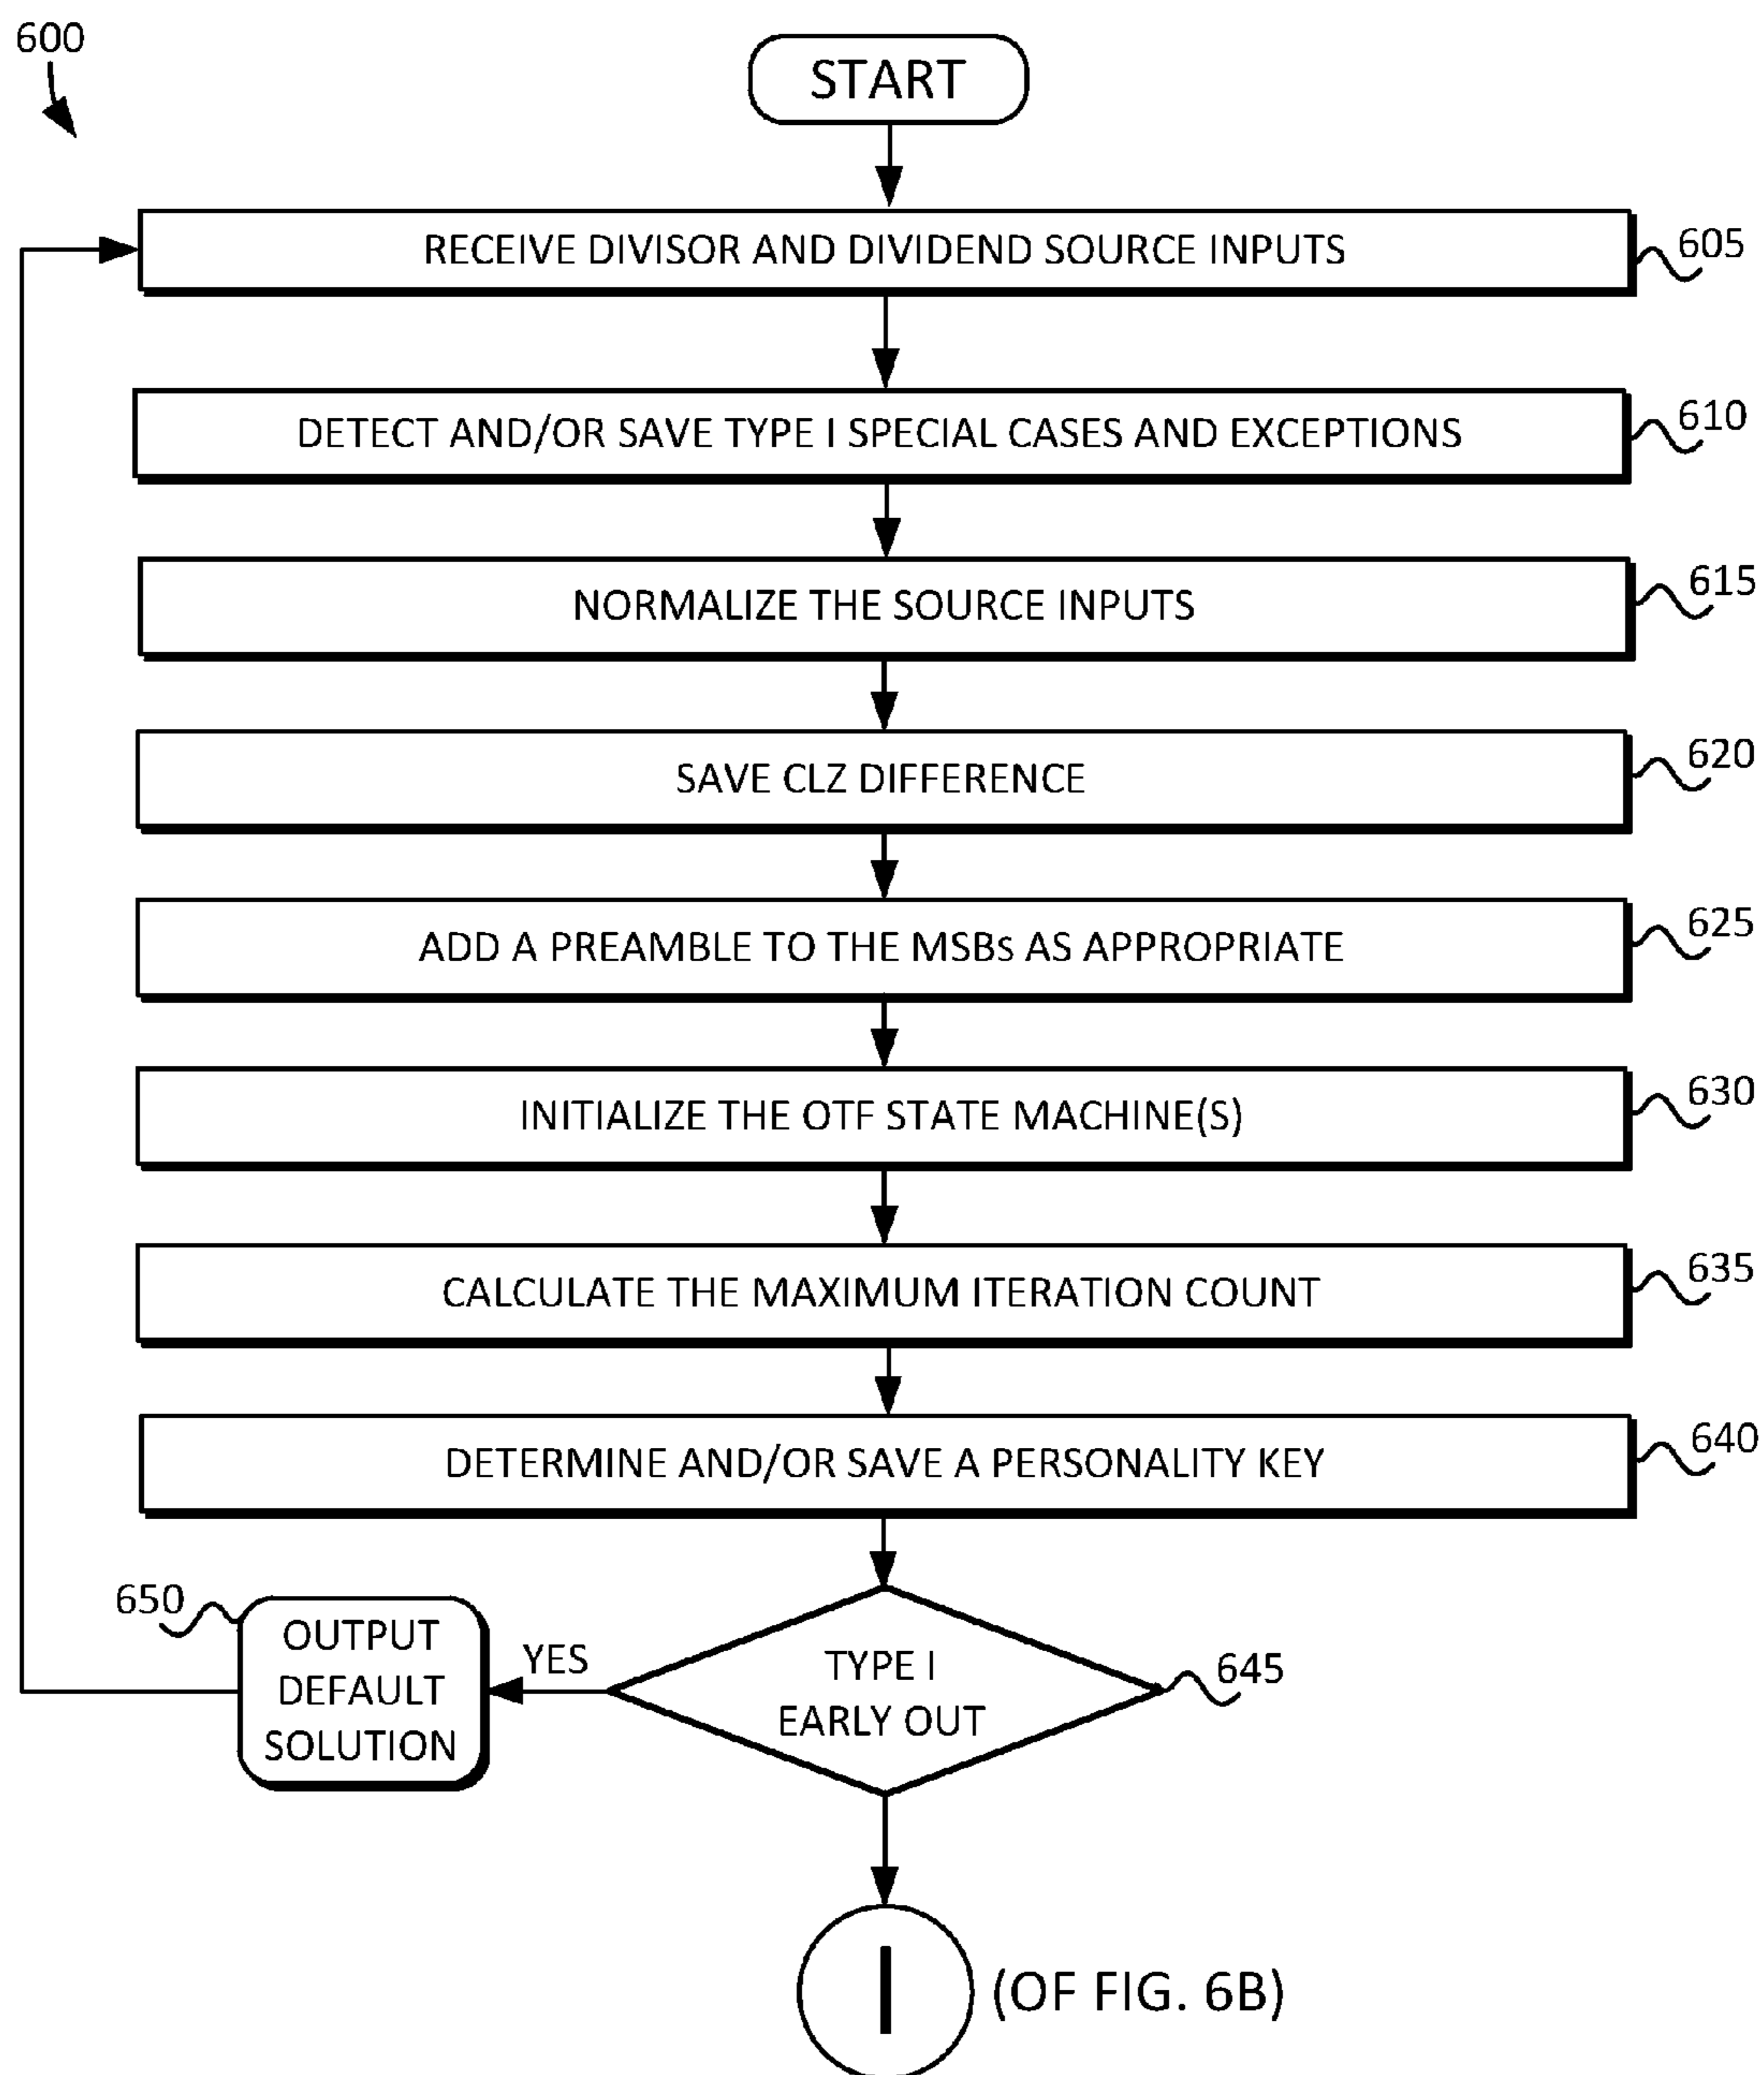 600
START
RECEIVE DIVISOR AND DIVIDEND SOURCE INPUTS
605
DETECT AND/OR SAVE TYPE I SPECIAL CASES AND EXCEPTIONS
610
NORMALIZE THE SOURCE INPUTS
615
SAVE CLZ DIFFERENCE
620
ADD A PREAMBLE TO THE MSBs AS APPROPRIATE
625
INITIALIZE THE OTF STATE MACHINE(S)
630
CALCULATE THE MAXIMUM ITERATION COUNT
635
DETERMINE AND/OR SAVE A PERSONALITY KEY
640
650
OUTPUT
DEFAULT
SOLUTION
YES
TYPE I
EARLY OUT
645
I
(OF FIG. 6B)